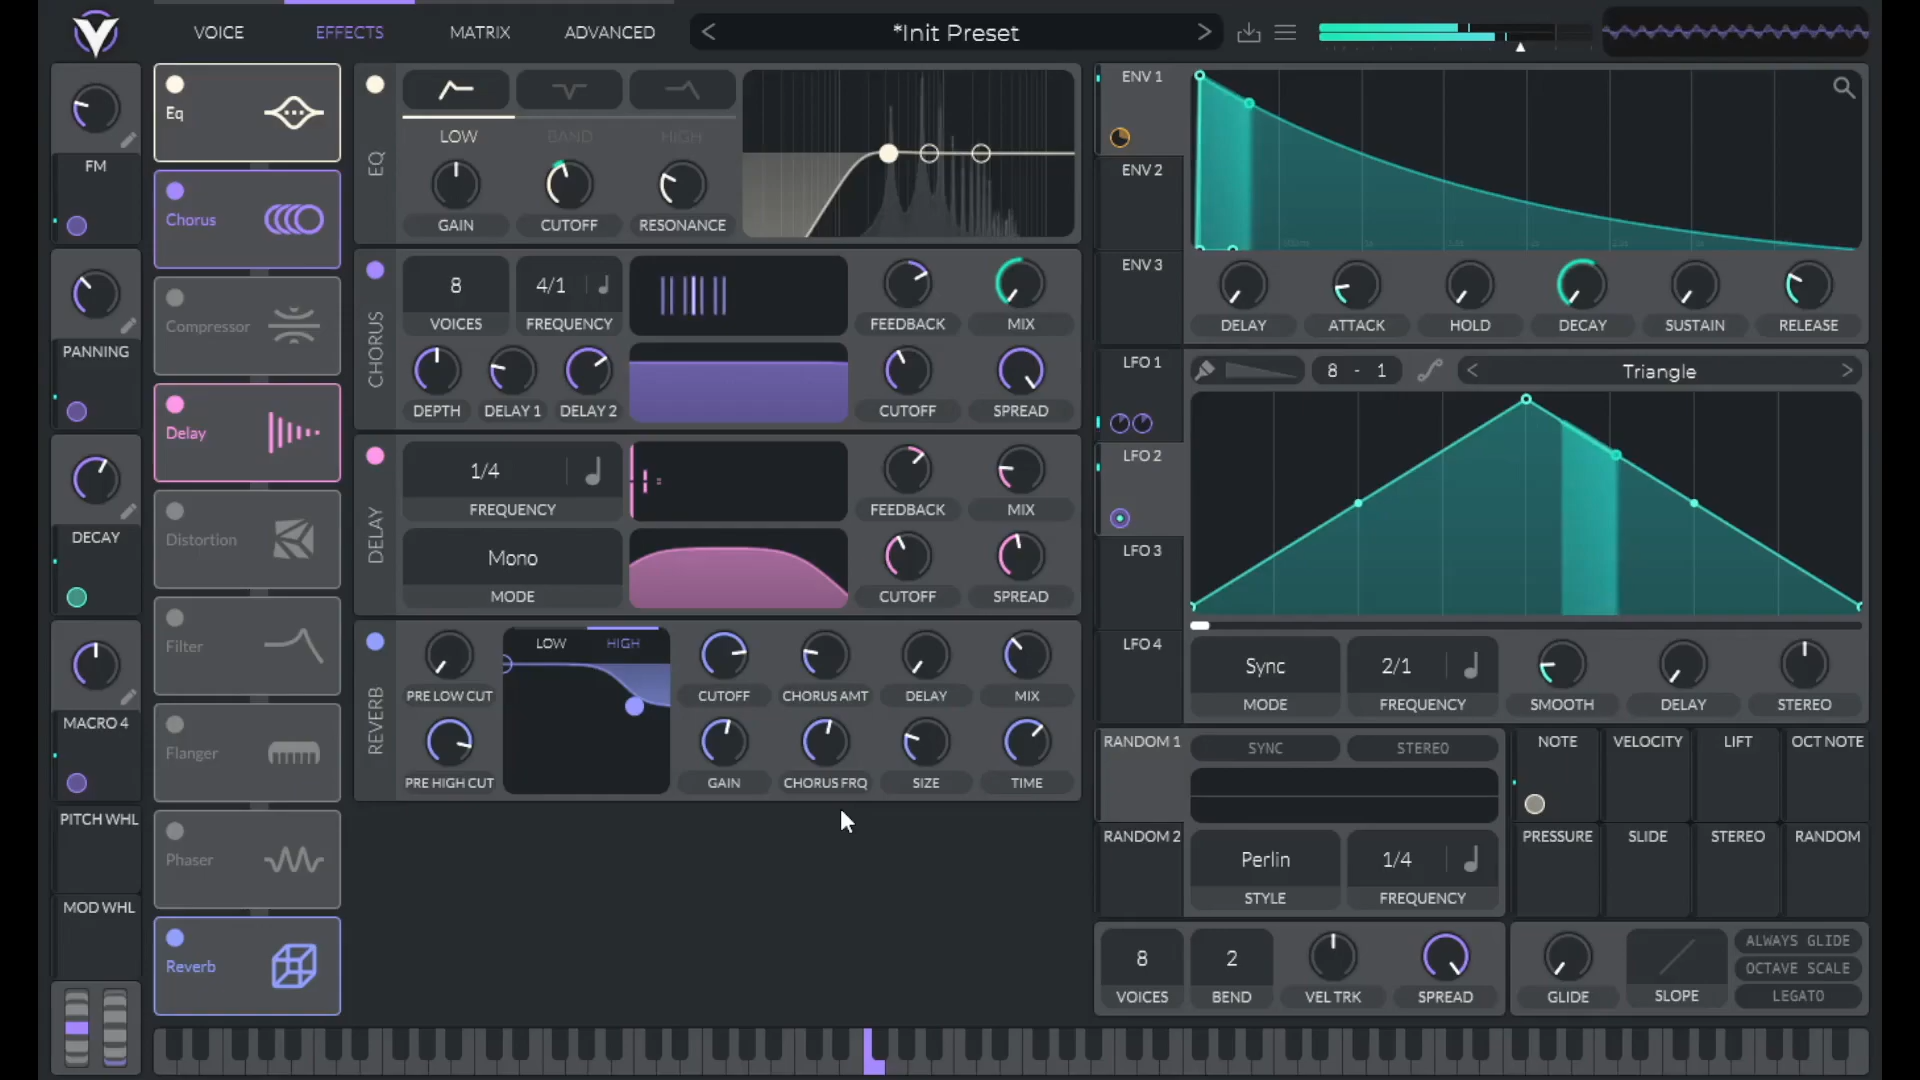 VOICE
EFFECTS
MATRIX
ADVANCED
*Init Preset
FM
PANNING
DECAY
MACRO 4
PITCH WHL
MOD WHL
Eq
Chorus
Compressor
Delay
Distortion
Filter
Flanger
Phaser
Reverb
EQ
LOW
BAND
HIGH
GAIN
CUTOFF
RESONANCE
CHORUS
8
VOICES
4/1
FREQUENCY
FEEDBACK
MIX
DEPTH
DELAY 1
DELAY 2
CUTOFF
SPREAD
DELAY
1/4
FREQUENCY
FEEDBACK
MIX
Mono
MODE
CUTOFF
SPREAD
REVERB
PRE LOW CUT
LOW
HIGH
CUTOFF
CHORUS AMT
DELAY
MIX
PRE HIGH CUT
GAIN
CHORUS FRQ
SIZE
TIME
ENV 1
ENV 2
ENV 3
DELAY
ATTACK
HOLD
DECAY
SUSTAIN
RELEASE
LFO 1
LFO 2
LFO 3
LFO 4
8 - 1
Triangle
Sync
MODE
2/1
FREQUENCY
SMOOTH
DELAY
STEREO
RANDOM 1
RANDOM 2
SYNC
STEREO
Perlin
STYLE
1/4
FREQUENCY
NOTE
VELOCITY
LIFT
OCT NOTE
PRESSURE
SLIDE
STEREO
RANDOM
8
VOICES
2
BEND
VEL TRK
SPREAD
GLIDE
SLOPE
ALWAYS GLIDE
OCTAVE SCALE
LEGATO